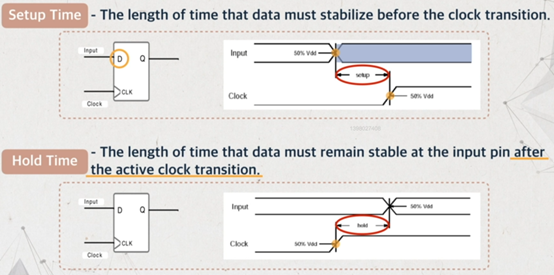 Setup Time - The length of time that data must stabilize before the clock transition.
Input
D Q
CLK
Clock
Input
50% Vdd
setup
Clock
50% Vdd
Hold Time - The length of time that data must remain stable at the input pin after
the active clock transition.
Input
D Q
CLK
Clock
Input
50% Vdd
hold
Clock
50% Vdd